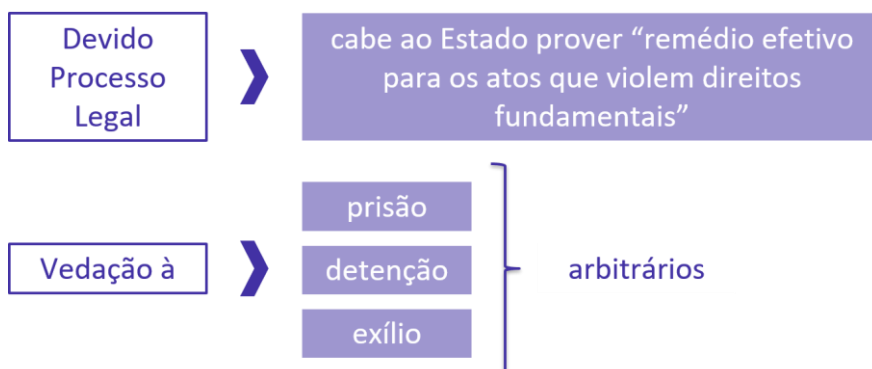 Devido
Processo
Legal
cabe ao Estado prover “remédio efetivo
para os atos que violem direitos
fundamentais”
Vedação à
prisão
detenção
exílio
arbitrários